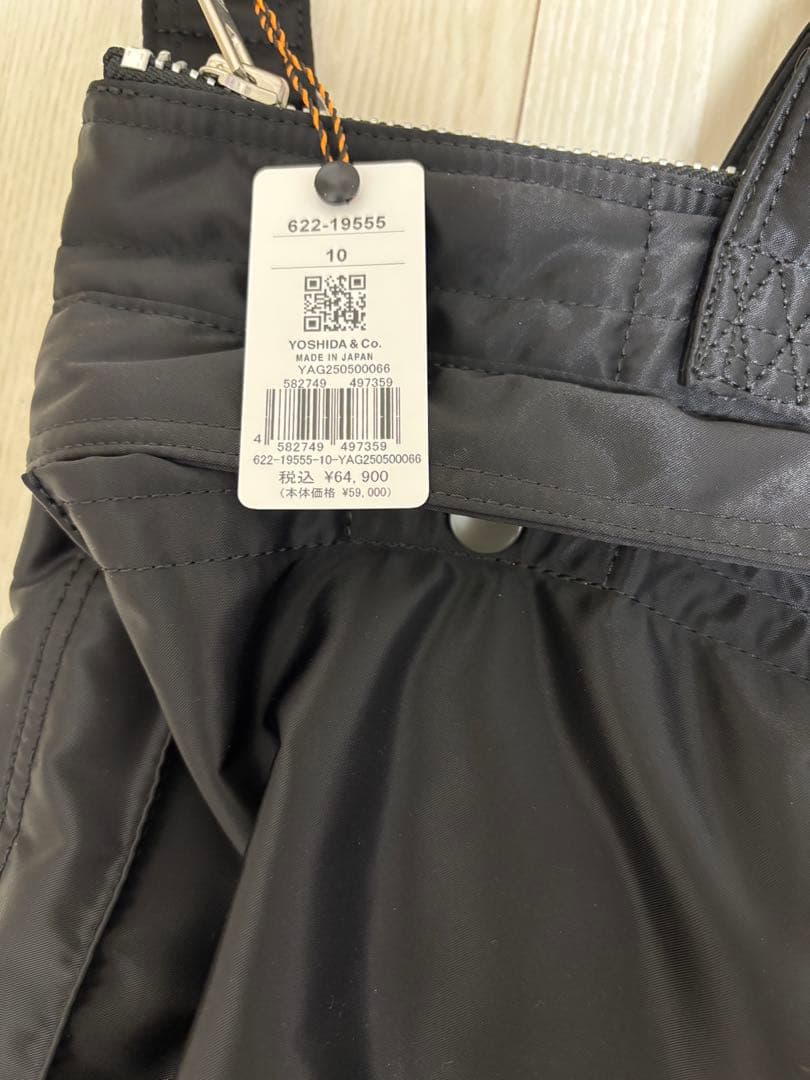 622-19555
10
YOSHIDA & Co.
MADE IN JAPAN
YAG250500066
582749 497359
4 582749 497359
622-19555-10-YAG250500066
税込 ¥64,900
(本体価格 ¥59,000)